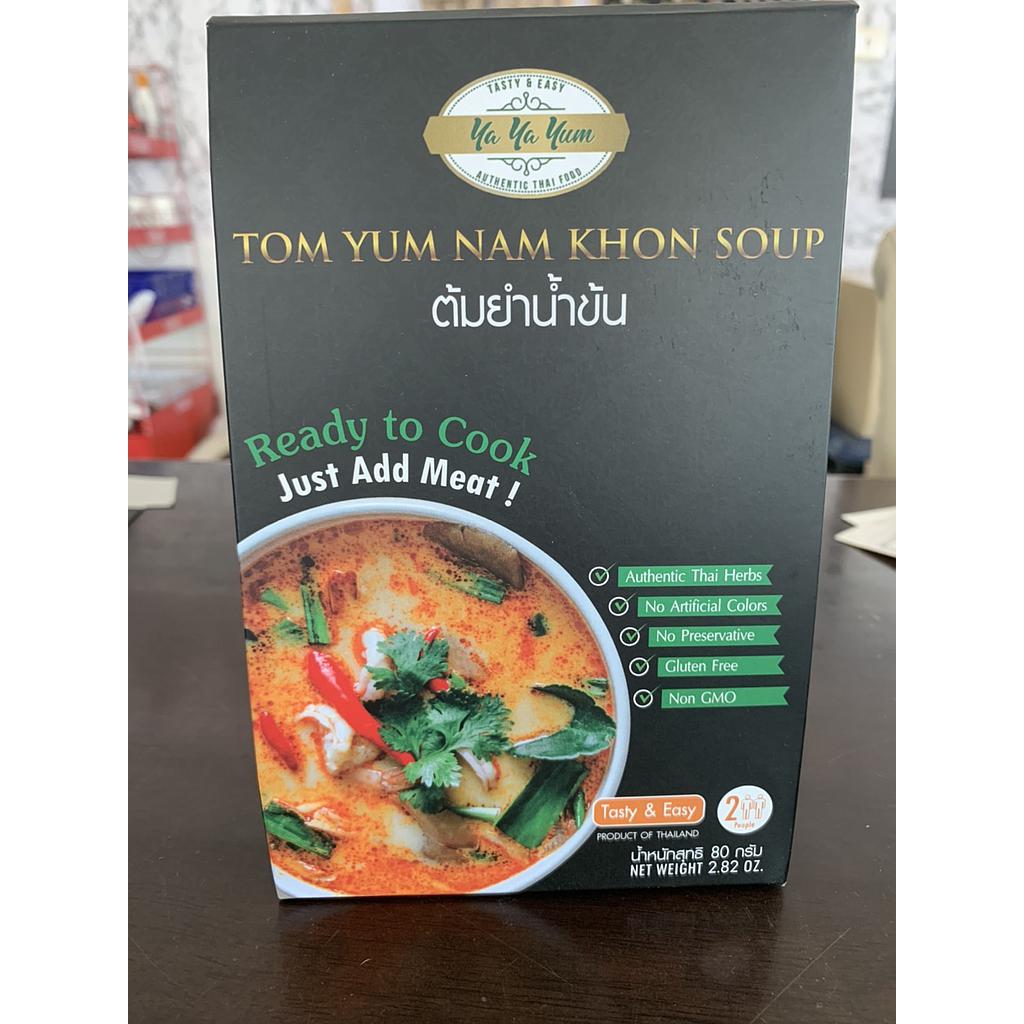 TASTY & EASY
Ya Ya Yum
AUTHENTIC THAI FOOD
TOM YUM NAM KHON SOUP
ต้มยำน้ำข้น
Ready to Cook
Just Add Meat !
Authentic Thai Herbs
No Artificial Colors
No Preservative
Gluten Free
Non GMO
Tasty & Easy
2
People
PRODUCT OF THAILAND
น้ำหนักสุทธิ 80 กรัม
NET WEIGHT 2.82 OZ.